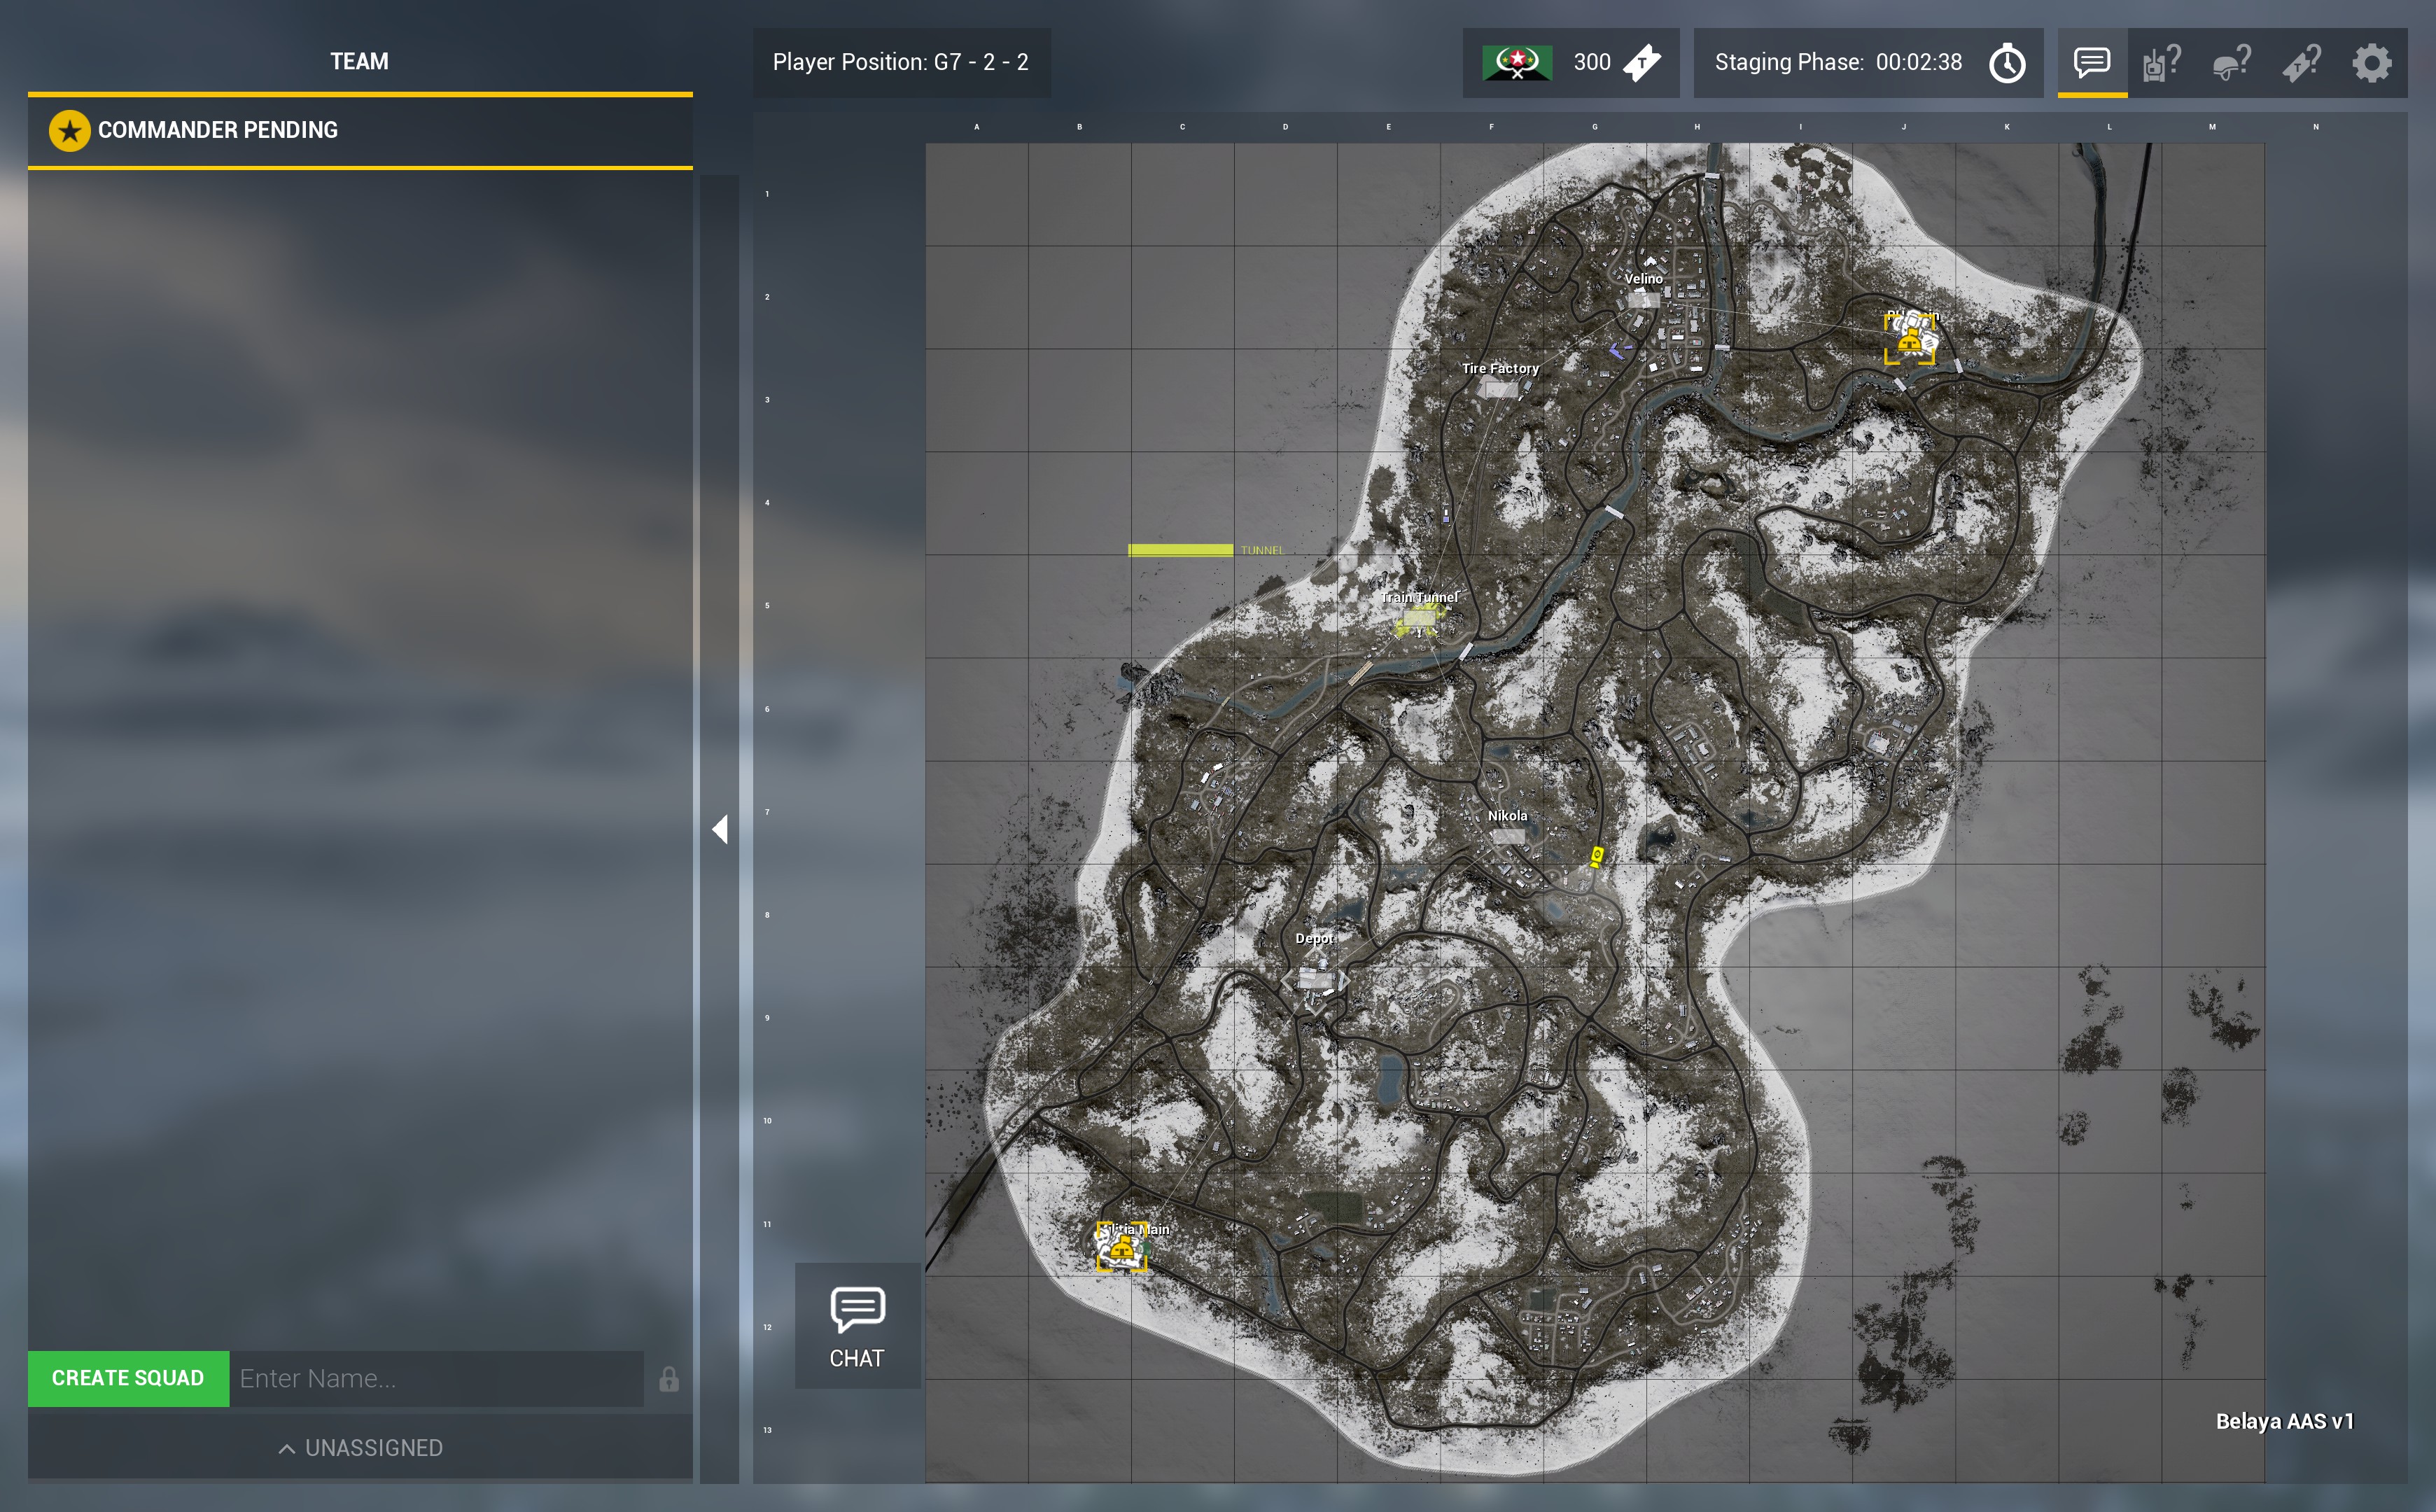 TEAM
Player Position: G7 - 2 - 2
300
Staging Phase: 00:02:38
COMMANDER PENDING
A B C D E F G H I J K L M N
1
2
3
4
5
6
7
8
9
10
11
12
13
Velino
Tire Factory
TUNNEL
Train Tunnel
Nikola
Depot
Main
CHAT
CREATE SQUAD
Enter Name...
UNASSIGNED
Belaya AAS v1